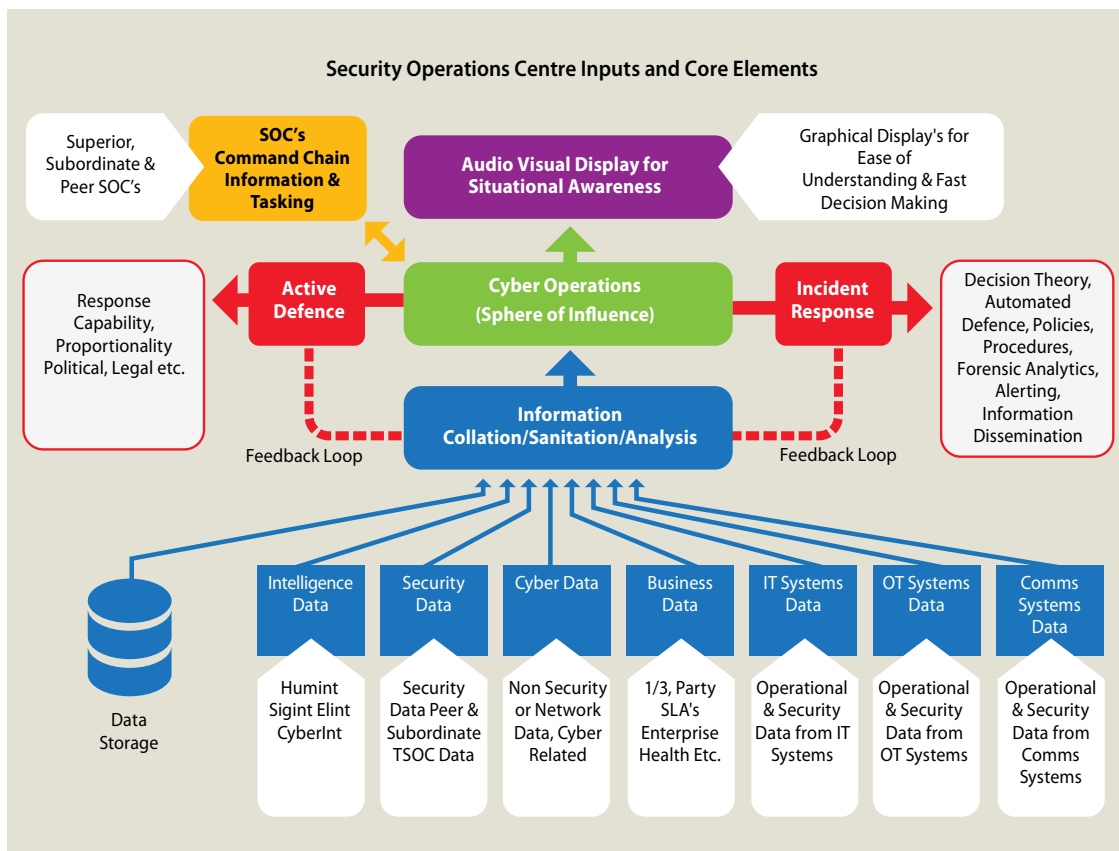 Security Operations Centre Inputs and Core Elements
Superior,
Subordinate &
Peer SOC's
SOC's
Command Chain
Information &
Tasking
Audio Visual Display for
Situational Awareness
Graphical Display's for
Ease of
Understanding & Fast
Decision Making
Response
Capability,
Proportionality
Political, Legal etc.
Active
Defence
Cyber Operations
(Sphere of Influence)
Incident
Response
Decision Theory,
Automated
Defence, Policies,
Procedures,
Forensic Analytics,
Alerting,
Information
Dissemination
Information
Collation/Sanitation/Analysis
Feedback Loop
Feedback Loop
Data
Storage
Intelligence
Data
Humint
Sigint Elint
CyberInt
Security
Data
Security
Data Peer &
Subordinate
TSOC Data
Cyber Data
Non Security
or Network
Data, Cyber
Related
Business
Data
1/3, Party
SLA's
Enterprise
Health Etc.
IT Systems
Data
Operational
& Security
Data from IT
Systems
OT Systems
Data
Operational
& Security
Data from
OT Systems
Comms
Systems
Data
Operational
& Security
Data from
Comms
Systems